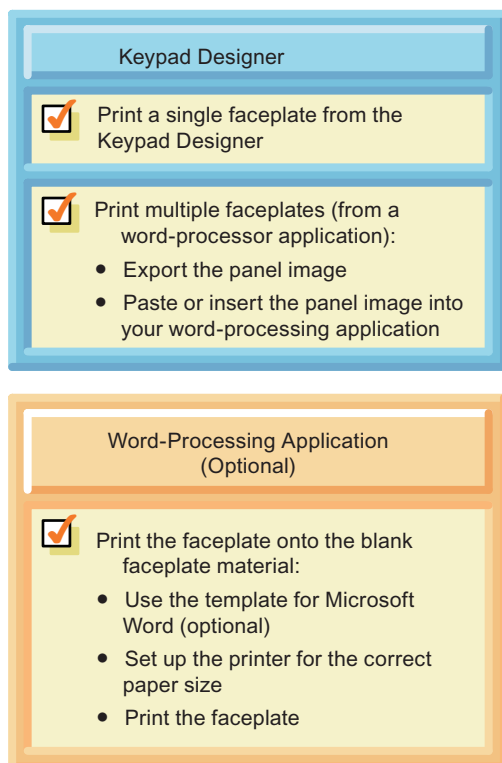 Keypad Designer
Print a single faceplate from the
Keypad Designer
Print multiple faceplates (from a
word-processor application):
• Export the panel image
• Paste or insert the panel image into
your word-processing application
Word-Processing Application
(Optional)
Print the faceplate onto the blank
faceplate material:
• Use the template for Microsoft
Word (optional)
• Set up the printer for the correct
paper size
• Print the faceplate